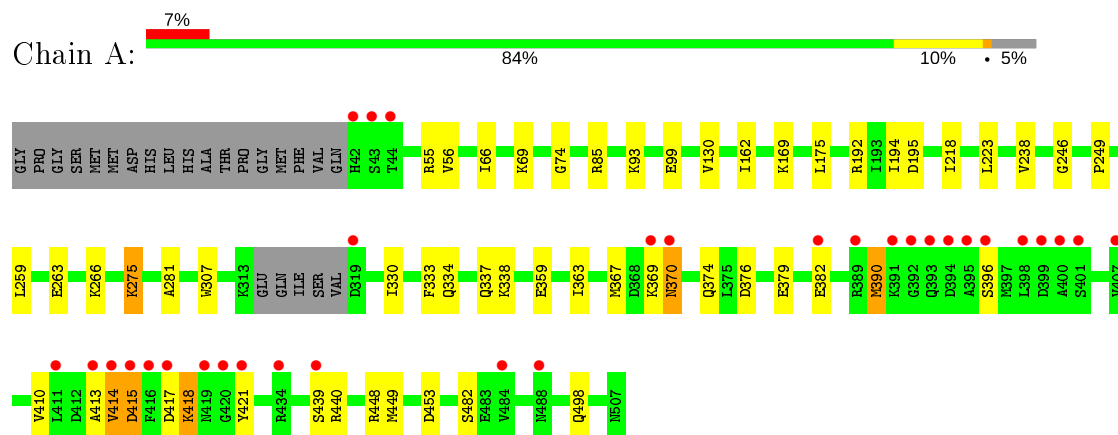 7%
Chain A:
84% 10% • 5%
GLY PRO GLY SER MET MET ASP HIS LEU HIS ALA THR PRO GLY MET PHE VAL GLN H42 S43 T44 R55 V56 I66 K69 G74 R85 K93 E99 V130 I162 K169 L175 R192 I193 I194 D195 I218 L223 V238 G246 P249
L259 E263 K266 K275 A281 W307 K313 GLU GLN ILE SER VAL D319 I330 F333 Q334 Q337 K338 E359 I363 M367 D368 K369 N370 Q374 L375 D376 E379 E382 R389 M390 K391 G392 Q393 D394 A395 S396 M397 L398 D399 A400 S401 V407
V410 L411 D412 A413 V414 D415 F416 D417 K418 N419 G420 Y421 R434 S439 R440 R448 M449 D453 S482 E483 V484 N488 Q498 N507